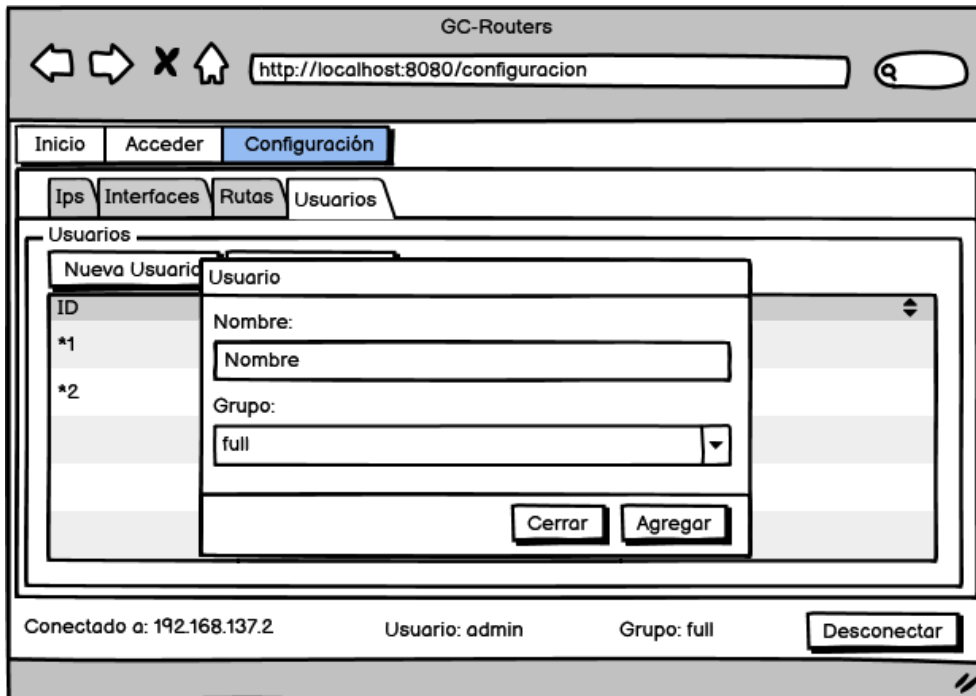 GC-Routers
http://localhost:8080/configuracion
Inicio Acceder Configuración
Ips Interfaces Rutas Usuarios
Usuarios
Nueva Usuario
Usuario
ID
Nombre:
*1
Nombre
*2
Grupo:
full
Cerrar Agregar
Conectado a: 192.168.137.2 Usuario: admin Grupo: full Desconectar